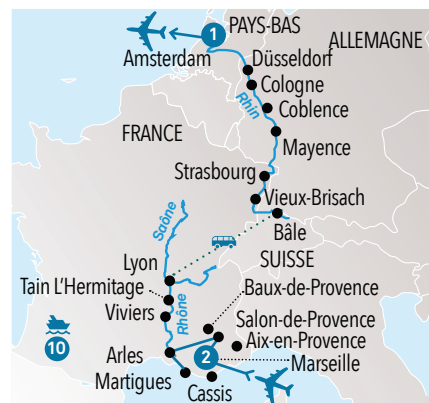 1
PAYS-BAS
ALLEMAGNE
Amsterdam
Düsseldorf
Cologne
Rhin
Coblence
FRANCE
Mayence
Strasbourg
Vieux-Brisach
Saône
Bâle
Lyon
SUISSE
Tain L'Hermitage
Baux-de-Provence
Viviers
Rhône
Salon-de-Provence
10
Aix-en-Provence
Arles
2
Marseille
Martigues
Cassis